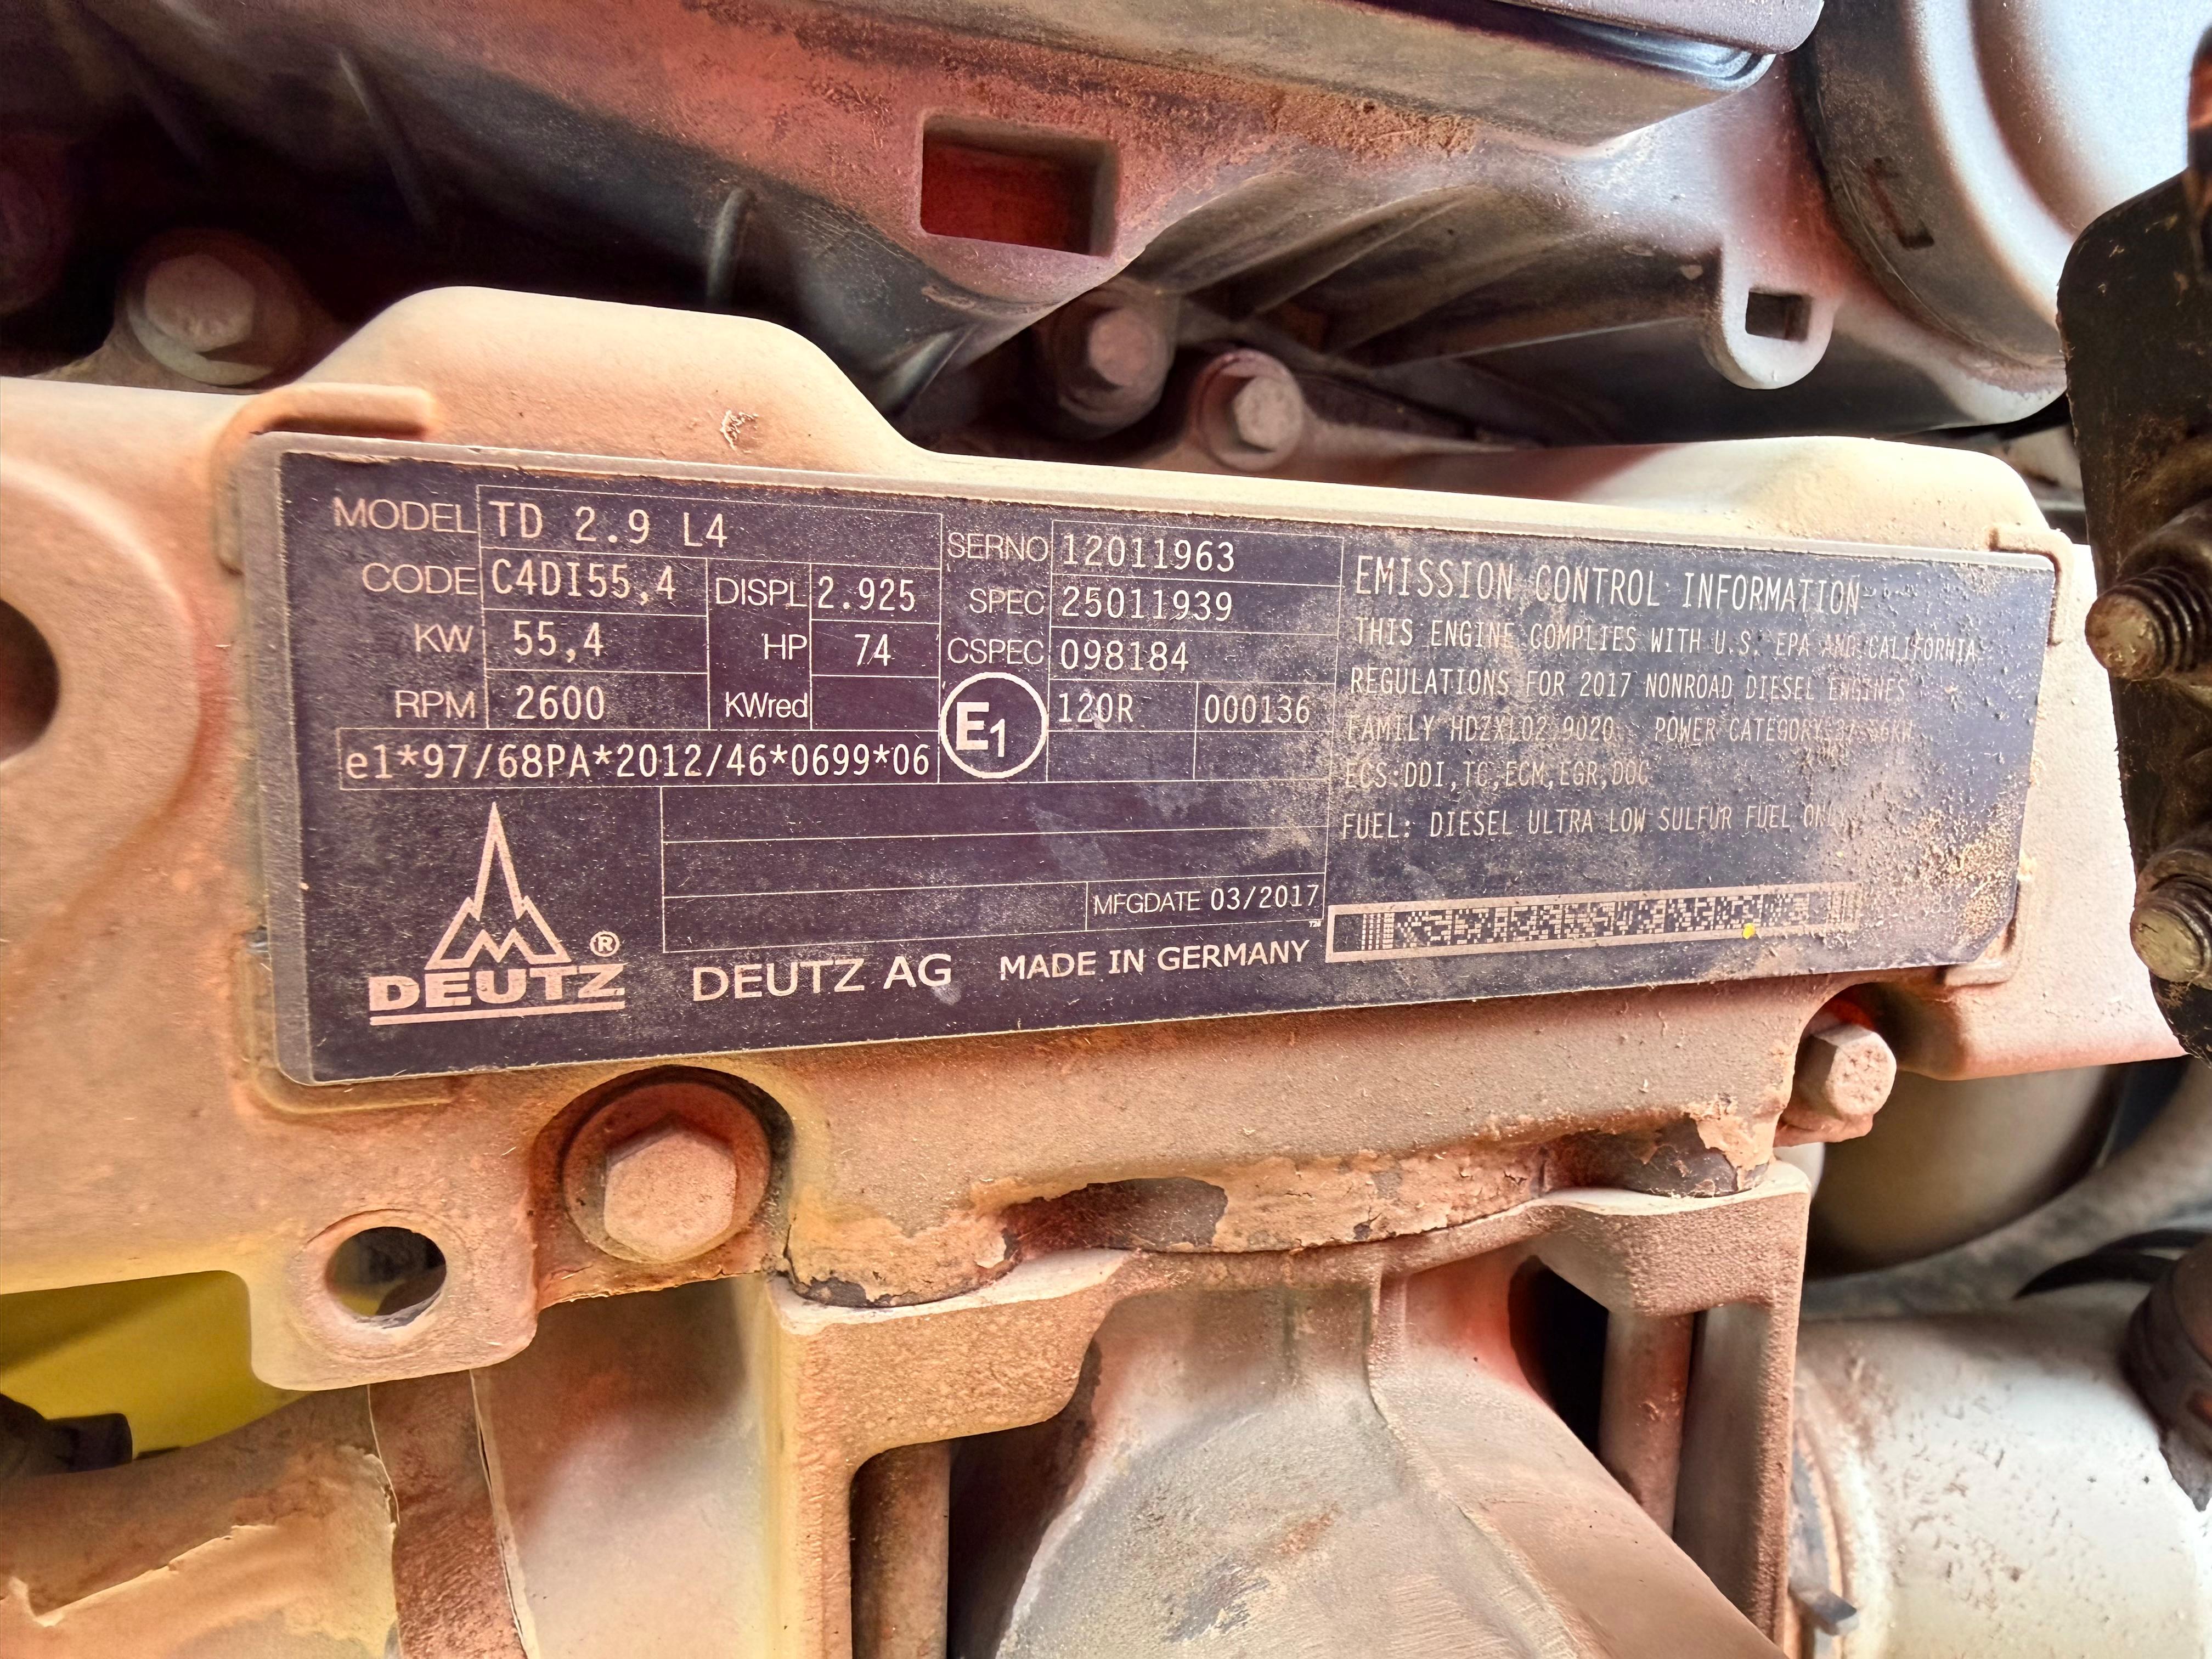 MODEL TD 2.9 L4
CODE C4DI55,4 DISPL 2.925
KW 55,4 HP 74
RPM 2600 KWred
e1*97/68PA*2012/46*0699*06
SERNO 12011963
SPEC 25011939
CSPEC 098184
E1 120R 000136
MFGDATE 03/2017
DEUTZ ®
DEUTZ AG MADE IN GERMANY
EMISSION CONTROL INFORMATION
THIS ENGINE COMPLIES WITH U.S. EPA AND CALIFORNIA
REGULATIONS FOR 2017 NONROAD DIESEL ENGINES
FAMILY HDZXL02.9020 POWER CATEGORY
ECS:DDI,TC,ECM,EGR,DOC
FUEL: DIESEL ULTRA LOW SULFUR FUEL